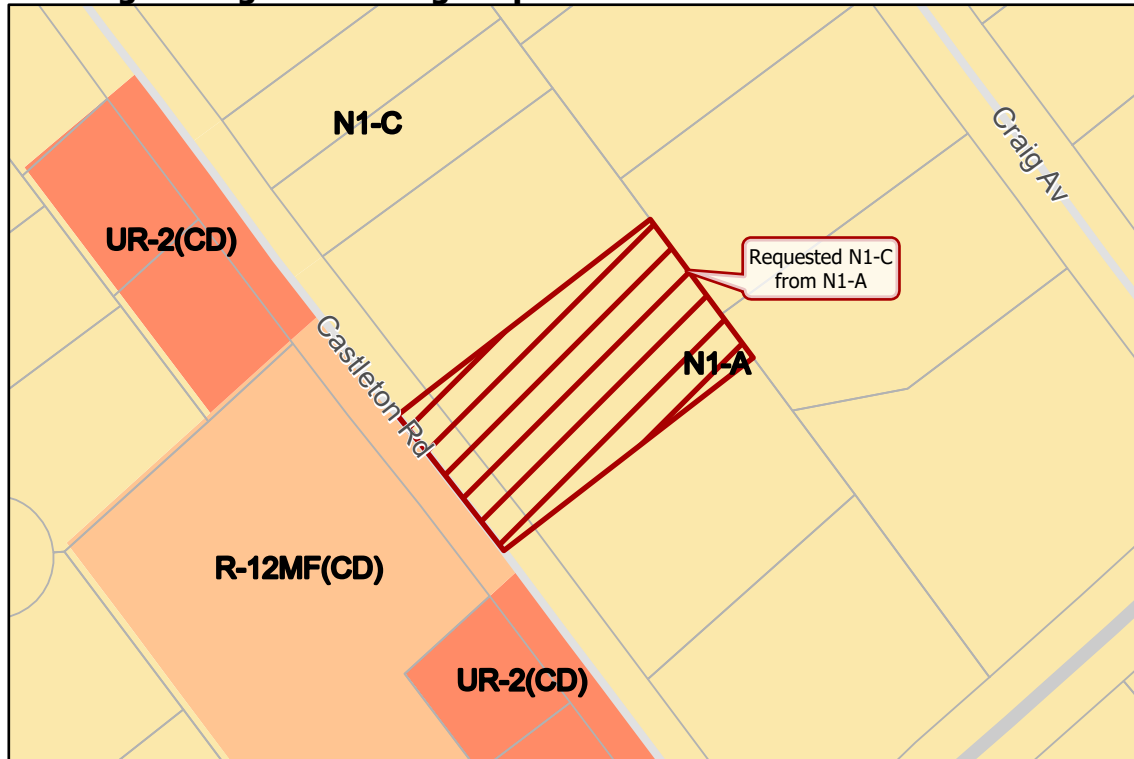 N1-C
Craig Av
UR-2(CD)
Requested N1-C
from N1-A
Castleton Rd
N1-A
R-12MF(CD)
UR-2(CD)